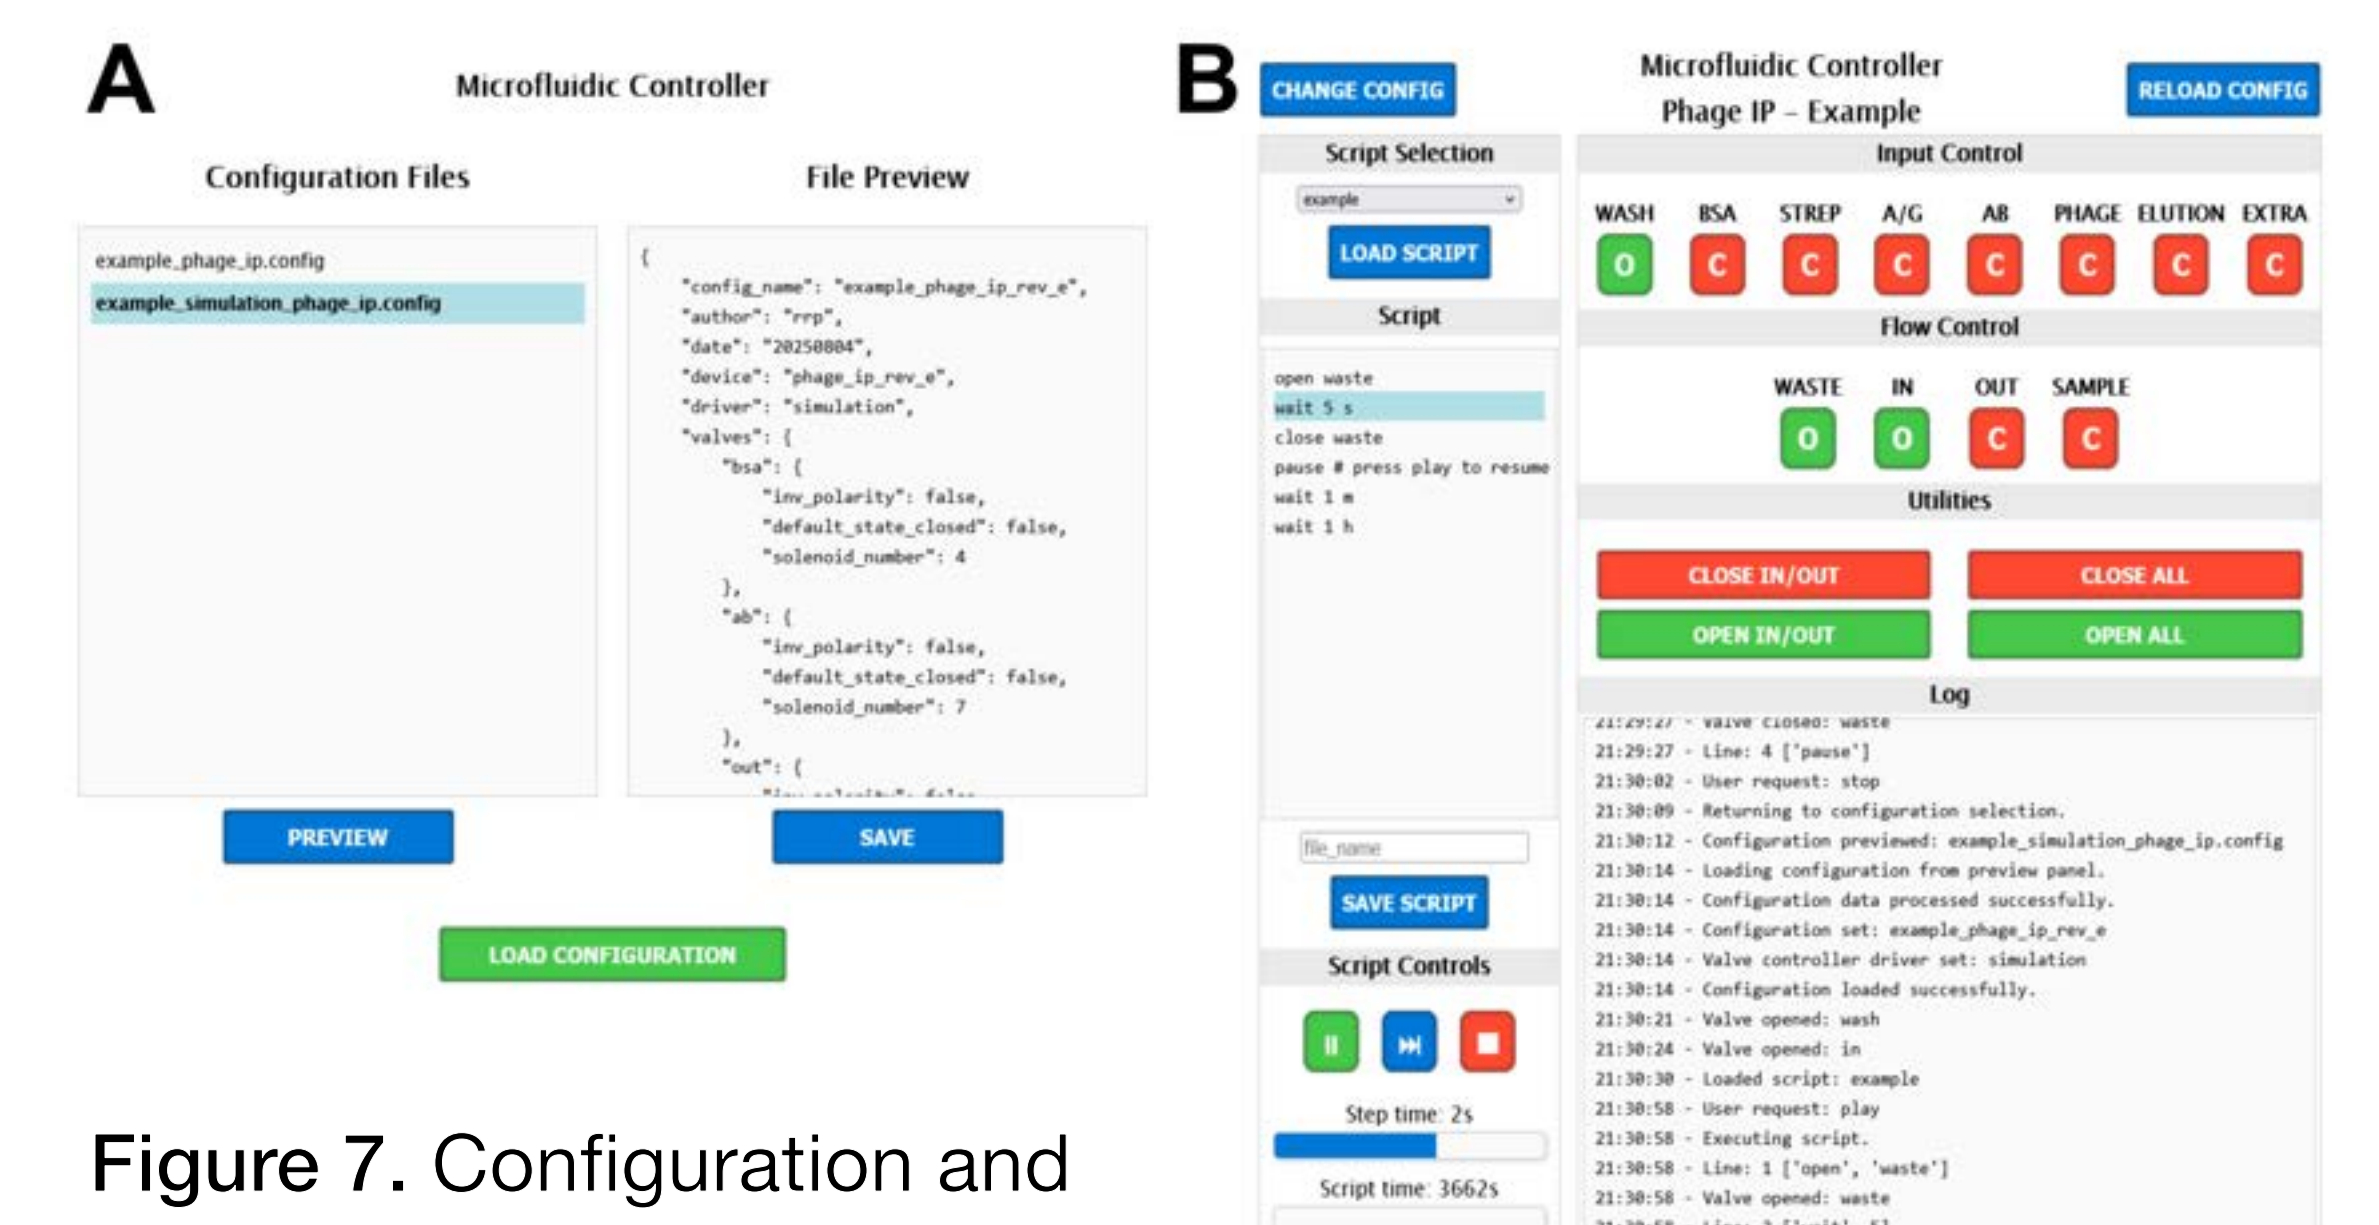 A
Microfluidic Controller
Configuration Files
example_phage_ip.config
example_simulation_phage_ip.config
PREVIEW
File Preview
{
"config_name": "example_phage_ip_rev_e",
"author": "rrp",
"date": "20250804",
"device": "phage_ip_rev_e",
"driver": "simulation",
"valves": {
"bsa": {
"inv_polarity": false,
"default_state_closed": false,
"solenoid_number": 4
},
"ab": {
"inv_polarity": false,
"default_state_closed": false,
"solenoid_number": 7
},
"out": {
"inv_polarity": false,
SAVE
LOAD CONFIGURATION
Figure 7. Configuration and
B
CHANGE CONFIG
Microfluidic Controller
Phage IP – Example
RELOAD CONFIG
Script Selection
example
LOAD SCRIPT
Script
open waste
wait 5 s
close waste
pause # press play to resume
wait 1 m
wait 1 h
file_name
SAVE SCRIPT
Script Controls
Step time: 2s
Script time: 3662s
Input Control
WASH BSA STREP A/G AB PHAGE ELUTION EXTRA
O C C C C C C C
Flow Control
WASTE IN OUT SAMPLE
O O C C
Utilities
CLOSE IN/OUT CLOSE ALL
OPEN IN/OUT OPEN ALL
Log
21:29:27 - Valve closed: waste
21:29:27 - Line: 4 ['pause']
21:30:02 - User request: stop
21:30:09 - Returning to configuration selection.
21:30:12 - Configuration previewed: example_simulation_phage_ip.config
21:30:14 - Loading configuration from preview panel.
21:30:14 - Configuration data processed successfully.
21:30:14 - Configuration set: example_phage_ip_rev_e
21:30:14 - Valve controller driver set: simulation
21:30:14 - Configuration loaded successfully.
21:30:21 - Valve opened: wash
21:30:24 - Valve opened: in
21:30:30 - Loaded script: example
21:30:58 - User request: play
21:30:58 - Executing script.
21:30:58 - Line: 1 ['open', 'waste']
21:30:58 - Valve opened: waste